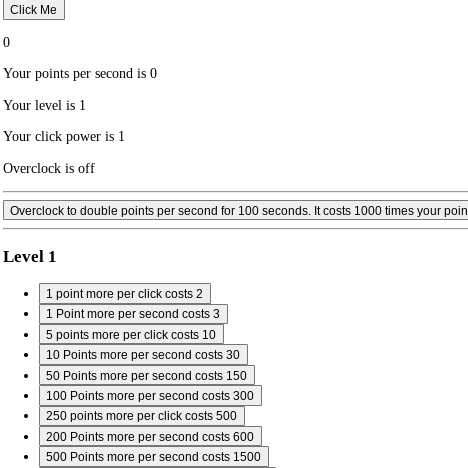 Click Me
0
Your points per second is 0
Your level is 1
Your click power is 1
Overclock is off
Overclock to double points per second for 100 seconds. It costs 1000 times your poin
Level 1
1 point more per click costs 2
1 Point more per second costs 3
5 points more per click costs 10
10 Points more per second costs 30
50 Points more per second costs 150
100 Points more per second costs 300
250 points more per click costs 500
200 Points more per second costs 600
500 Points more per second costs 1500